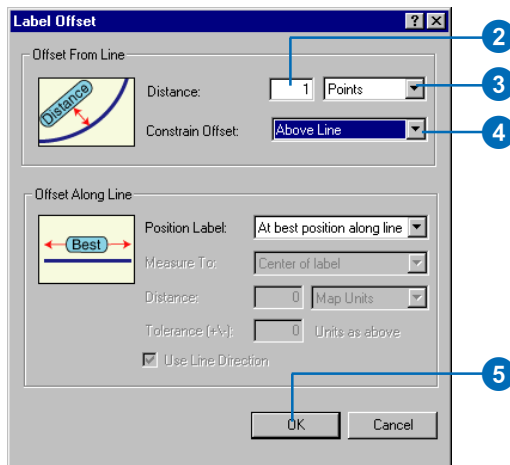 Label Offset
Offset From Line
Distance
Distance: 1 Points
Constrain Offset: Above Line
Offset Along Line
Best
Position Label: At best position along line
Measure To: Center of label
Distance: 0 Map Units
Tolerance (+\-): 0 Units as above
Use Line Direction
OK Cancel
2
3
4
5